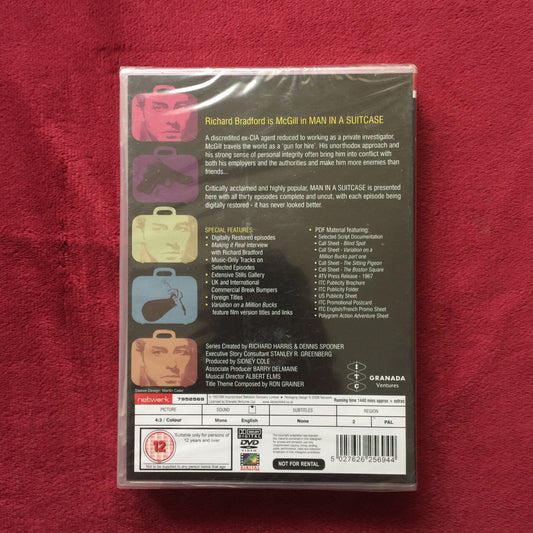 Richard Bradford is McGill in MAN IN A SUITCASE
A discredited ex-CIA agent reduced to working as a private investigator,
McGill travels the world as a 'gun for hire'. His unorthodox approach and
his strong sense of personal integrity often bring him into conflict with
both his employers and the authorities and make him more enemies than
friends...
Critically acclaimed and highly popular, MAN IN A SUITCASE is presented
here with all thirty episodes complete and uncut, with each episode being
digitally restored - it has never looked better.
SPECIAL FEATURES:
• Digitally Restored episodes
• Making it Real Interview
with Richard Bradford
• Music-Only Tracks on
Selected Episodes
• Extensive Stills Gallery
• UK and International
Commercial Break Bumpers
• Foreign Titles
• Variation on a Million Bucks
feature film version titles and links
• PDF Material featuring:
• Selected Script Documentation
• Call Sheet - Blind Spot
• Call Sheet - Variation on a
Million Bucks part one
• Call Sheet - The Sitting Pigeon
• Call Sheet - The Boston Square
• ATV Press Release - 1967
• ITC Publicity Brochure
• ITC Publicity Folder
• US Publicity Sheet
• ITC Promotional Postcard
• ITC English/French Promo Sheet
• Polygram Action Adventure Sheet
Series Created by RICHARD HARRIS & DENNIS SPOONER
Executive Story Consultant STANLEY R. GREENBERG
Produced by SIDNEY COLE
Associate Producer BARRY DELMAINE
Musical Director ALBERT ELMS
Title Theme Composed by RON GRAINER
ITC
GRANADA
Ventures
Sleeve Design: Martin Cater
network
7952568
Running time 1440 mins approx + extras
PICTURE SOUND SUBTITLES REGION
4:3 / Colour Mono English None 2 PAL
12
Suitable only for persons of
12 years and over
Not to be supplied to any person below that age
DOLBY
DIGITAL
DVD
VIDEO
NOT FOR RENTAL
5 027626 256944